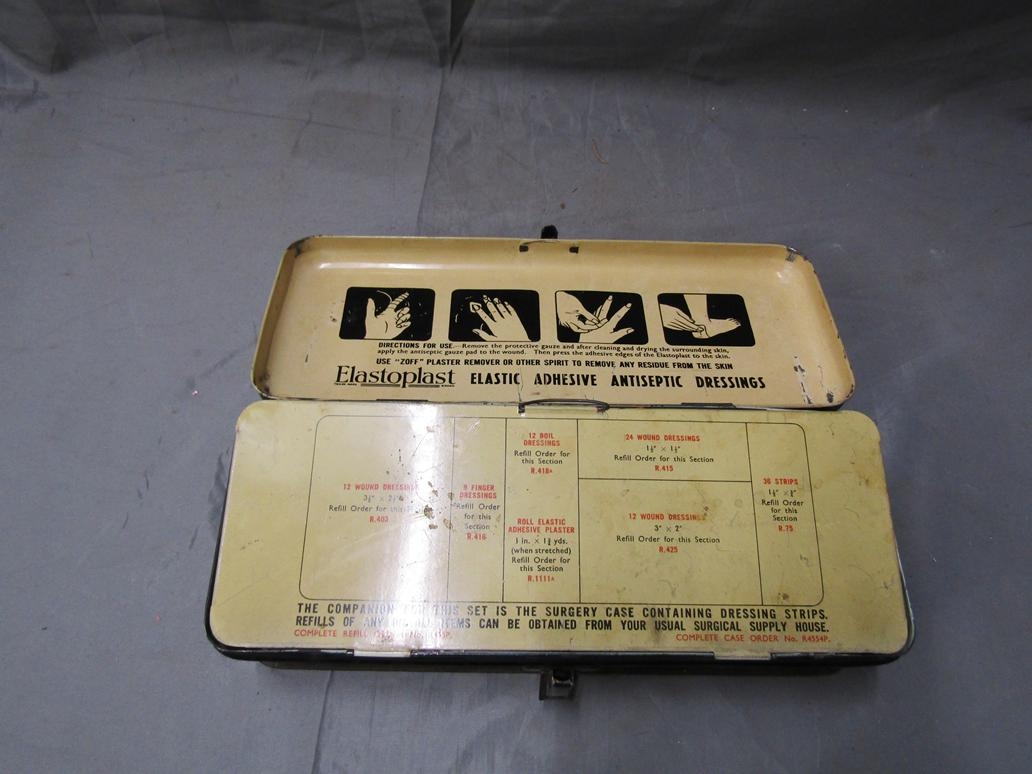 DIRECTIONS FOR USE.—Remove the protective gauze and after cleaning and drying the surrounding skin,
apply the antiseptic gauze pad to the wound. Then press the adhesive edges of the Elastoplast to the skin.
USE "ZOFF" PLASTER REMOVER OR OTHER SPIRIT TO REMOVE ANY RESIDUE FROM THE SKIN
Elastoplast ELASTIC ADHESIVE ANTISEPTIC DRESSINGS
12 WOUND DRESSINGS
Refill Order for this
R.403
9 FINGER
DRESSINGS
Refill Order
for this
Section
R.416
12 BOIL
DRESSINGS
Refill Order for
this Section
R.418A
ROLL ELASTIC
ADHESIVE PLASTER
1 in. × yds.
(when stretched)
Refill Order for
this Section
R.1111A
24 WOUND DRESSINGS
1½" × 1½"
Refill Order for this Section
R.415
12 WOUND DRESSINGS
3" × 2"
Refill Order for this Section
R.425
36 STRIPS
Refill Order
for this
Section
R.75
THE COMPANION THIS SET IS THE SURGERY CASE CONTAINING DRESSING STRIPS.
REFILLS OF ANY ITEMS CAN BE OBTAINED FROM YOUR USUAL SURGICAL SUPPLY HOUSE.
COMPLETE REFILL No.
COMPLETE CASE ORDER No. R4554P.